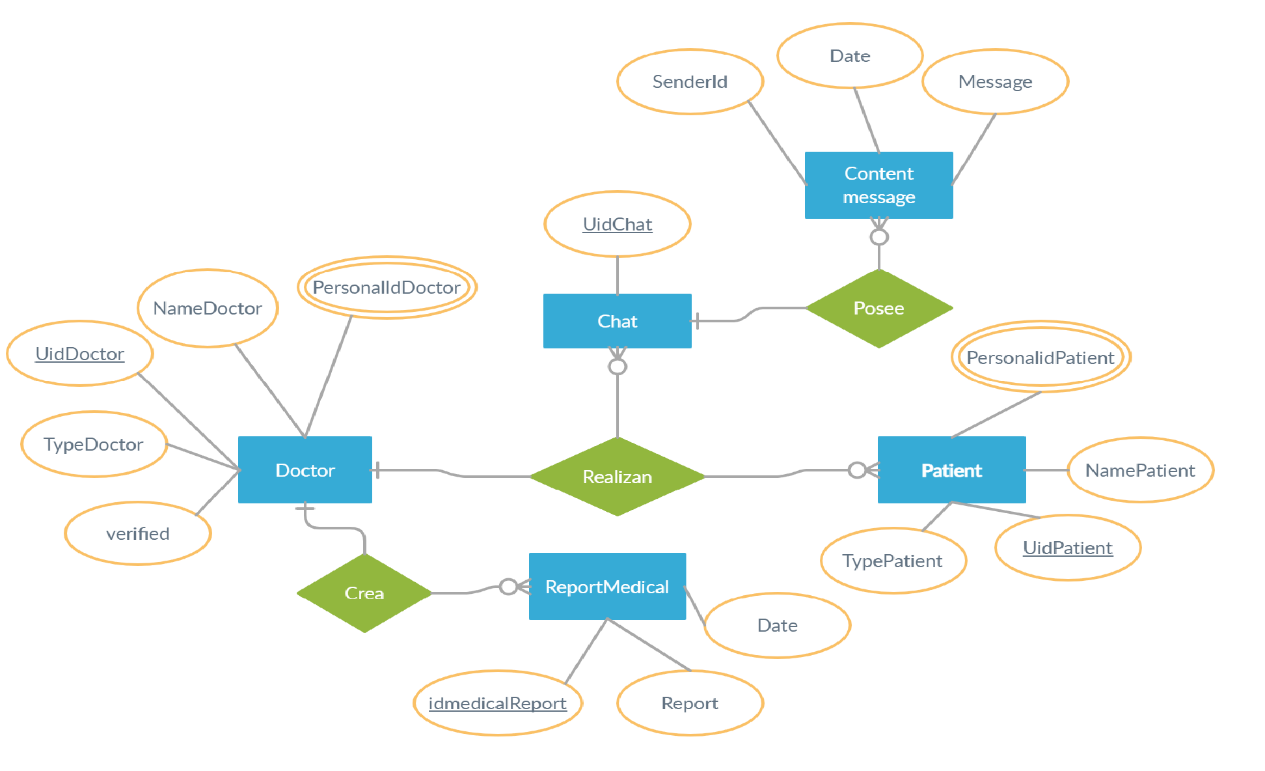 Date
SenderId
Message
Content
message
UidChat
PersonalIdDoctor
NameDoctor
Chat
Posee
UidDoctor
PersonalidPatient
TypeDoctor
Doctor
Realizan
Patient
NamePatient
verified
TypePatient
UidPatient
Crea
ReportMedical
Date
idmedicalReport
Report